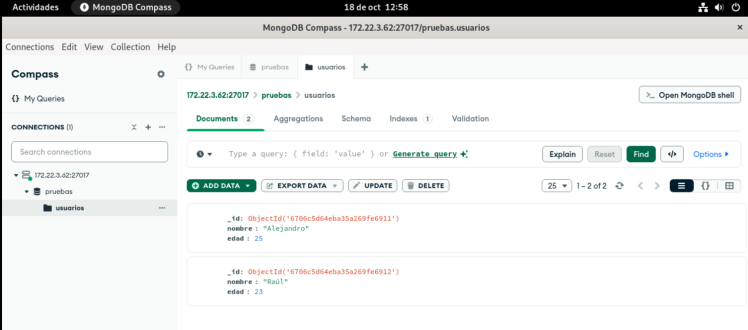 Actividades MongoDB Compass 18 de oct 12:58
MongoDB Compass - 172.22.3.62:27017/pruebas.usuarios ×
Connections Edit View Collection Help
Compass
{} My Queries
CONNECTIONS (1)
Search connections
172.22.3.62:27017
pruebas
usuarios
{} My Queries pruebas usuarios +
172.22.3.62:27017 > pruebas > usuarios >_ Open MongoDB shell
Documents 2 Aggregations Schema Indexes 1 Validation
Type a query: { field: 'value' } or Generate query Explain Reset Find </> Options
ADD DATA EXPORT DATA UPDATE DELETE 25 1 – 2 of 2 < > {}
_id: ObjectId('6706c5d64eba35a269fe6911')
nombre : "Alejandro"
edad : 25
_id: ObjectId('6706c5d64eba35a269fe6912')
nombre : "Raúl"
edad : 23